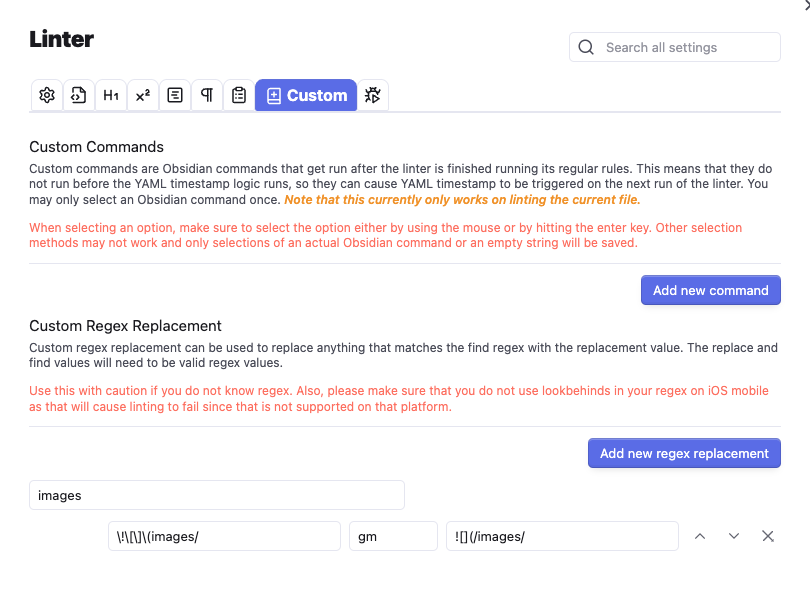 Linter
Search all settings
H1
x²
Custom
Custom Commands
Custom commands are Obsidian commands that get run after the linter is finished running its regular rules. This means that they do
not run before the YAML timestamp logic runs, so they can cause YAML timestamp to be triggered on the next run of the linter. You
may only select an Obsidian command once. Note that this currently only works on linting the current file.
When selecting an option, make sure to select the option either by using the mouse or by hitting the enter key. Other selection
methods may not work and only selections of an actual Obsidian command or an empty string will be saved.
Add new command
Custom Regex Replacement
Custom regex replacement can be used to replace anything that matches the find regex with the replacement value. The replace and
find values will need to be valid regex values.
Use this with caution if you do not know regex. Also, please make sure that you do not use lookbehinds in your regex on iOS mobile
as that will cause linting to fail since that is not supported on that platform.
Add new regex replacement
images
\!\[\]\(images/
gm
![](/images/